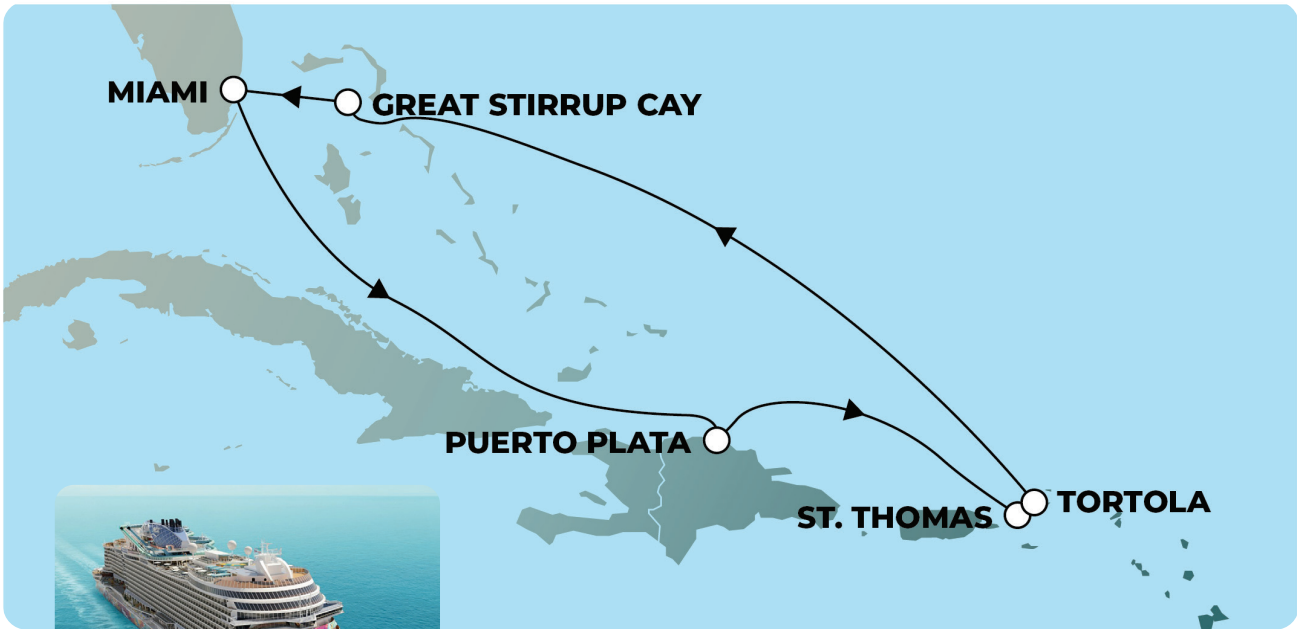 MIAMI
GREAT STIRRUP CAY
PUERTO PLATA
ST. THOMAS
TORTOLA